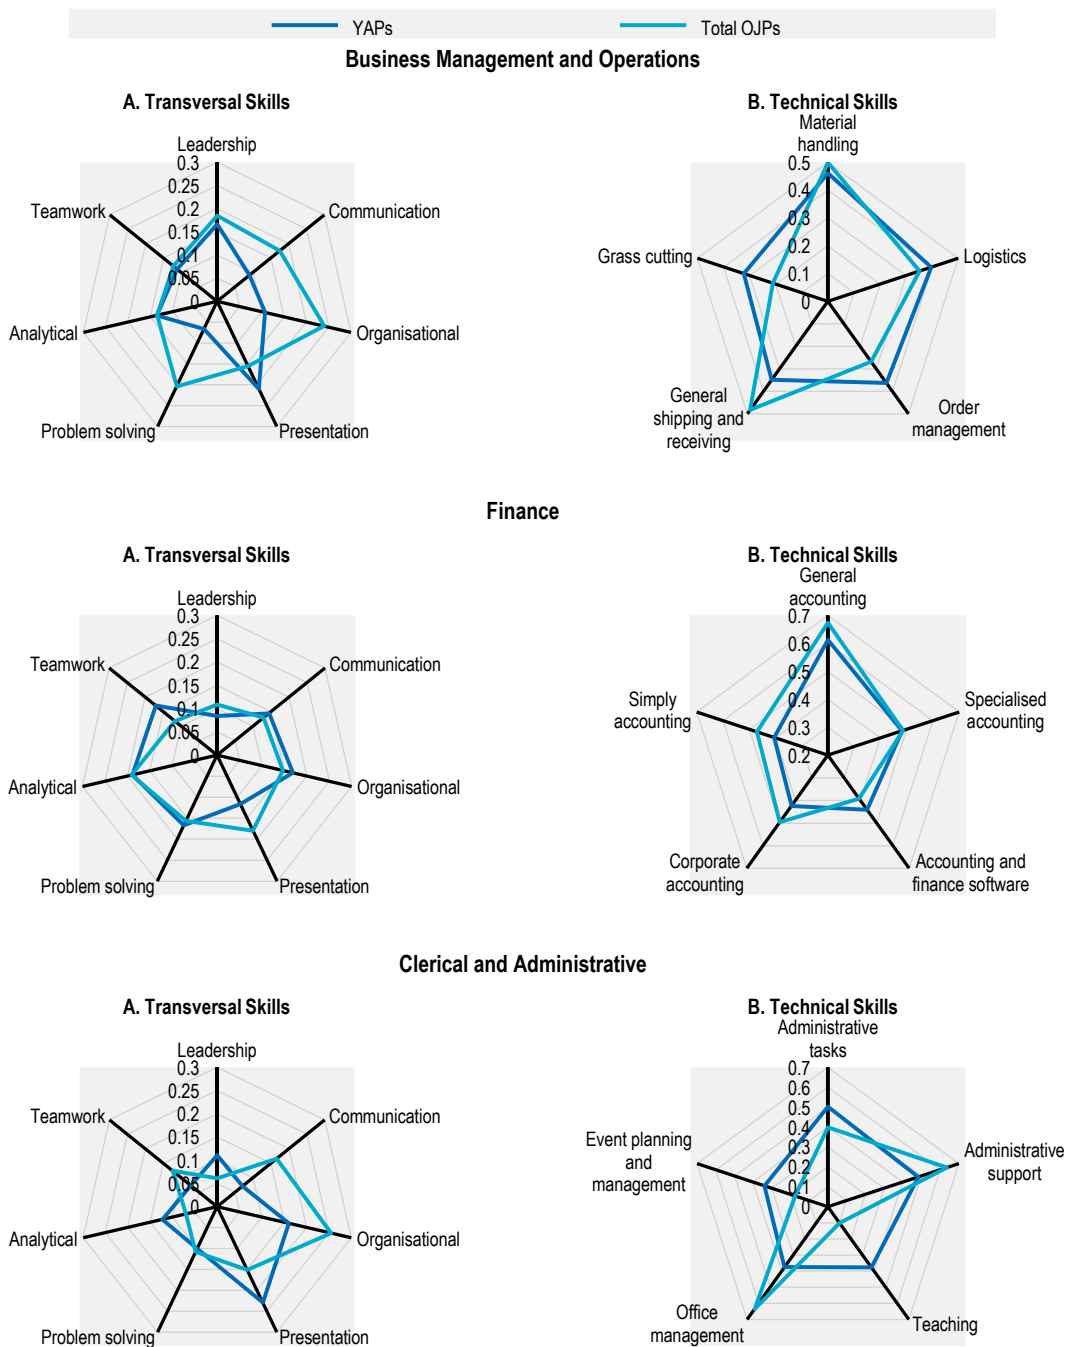 YAPs
Total OJPs
Business Management and Operations
A. Transversal Skills
Leadership
0.3
0.25
0.2
0.15
0.1
0.05
0
Communication
Organisational
Presentation
Problem solving
Analytical
Teamwork
B. Technical Skills
Material
handling
0.5
0.4
0.3
0.2
0.1
0
Logistics
Order
management
General
shipping and
receiving
Grass cutting
Finance
A. Transversal Skills
Leadership
0.3
0.25
0.2
0.15
0.1
0.05
0
Communication
Organisational
Presentation
Problem solving
Analytical
Teamwork
B. Technical Skills
General
accounting
0.7
0.6
0.5
0.4
0.3
0.2
Specialised
accounting
Accounting and
finance software
Corporate
accounting
Simply
accounting
Clerical and Administrative
A. Transversal Skills
Leadership
0.3
0.25
0.2
0.15
0.1
0.05
0
Communication
Organisational
Presentation
Problem solving
Analytical
Teamwork
B. Technical Skills
Administrative
tasks
0.7
0.6
0.5
0.4
0.3
0.2
0.1
0
Administrative
support
Teaching
Office
management
Event planning
and
management